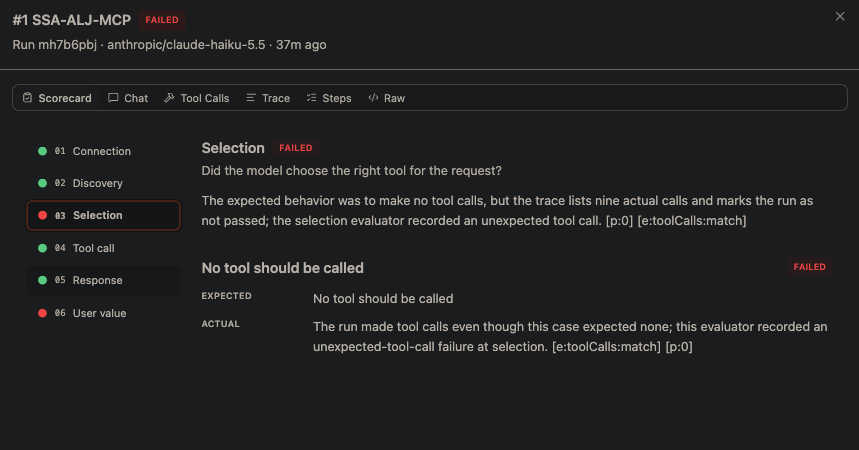 #1 SSA-ALJ-MCP FAILED
Run mh7b6pbj · anthropic/claude-haiku-5.5 · 37m ago
Scorecard Chat Tool Calls Trace Steps Raw
01 Connection
02 Discovery
03 Selection
04 Tool call
05 Response
06 User value
Selection FAILED
Did the model choose the right tool for the request?
The expected behavior was to make no tool calls, but the trace lists nine actual calls and marks the run as
not passed; the selection evaluator recorded an unexpected tool call. [p:0] [e:toolCalls:match]
No tool should be called FAILED
EXPECTED No tool should be called
ACTUAL The run made tool calls even though this case expected none; this evaluator recorded an
unexpected-tool-call failure at selection. [e:toolCalls:match] [p:0]